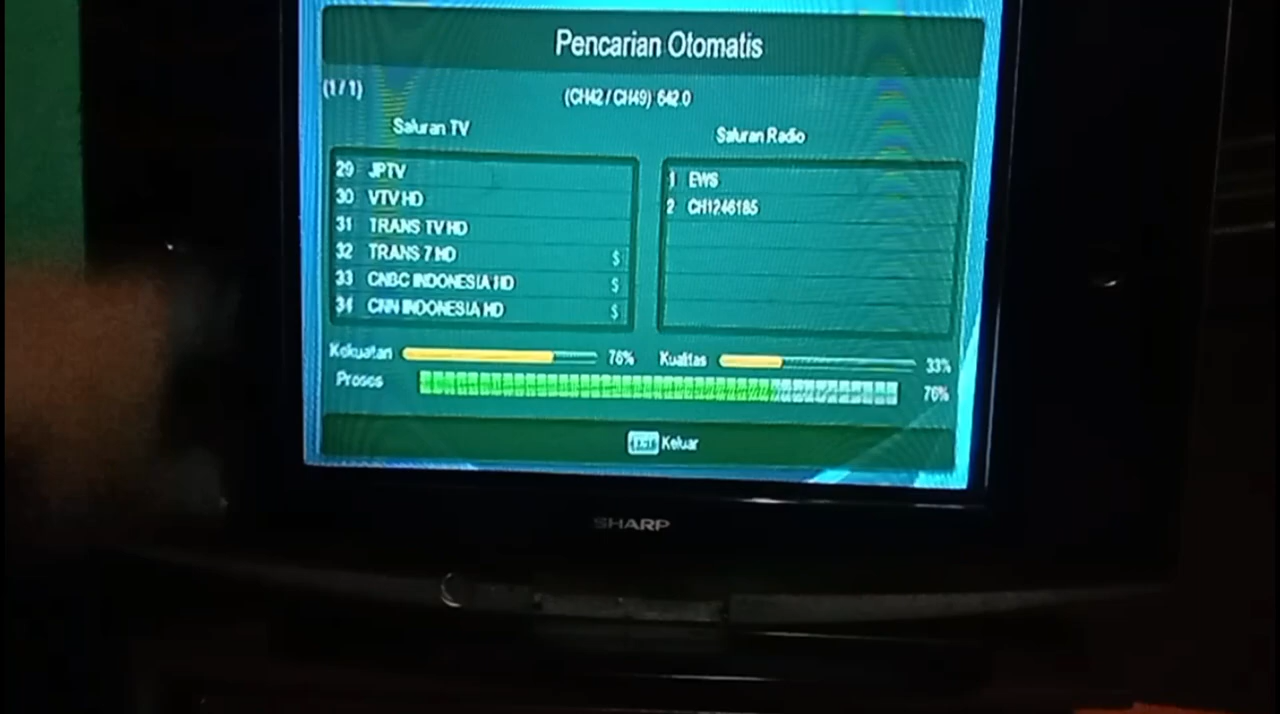 Pencarian Otomatis
(1/1)
(CH42 / CH49) 642.0
Saluran TV
Saluran Radio
29 JPTV
30 VTV HD
31 TRANS TV HD
32 TRANS 7 HD $
33 CNBC INDONESIA HD $
34 CNN INDONESIA HD $
1 EWS
2 CH1246185
Kekuatan 76% Kualitas 33%
Proses 76%
Keluar
SHARP